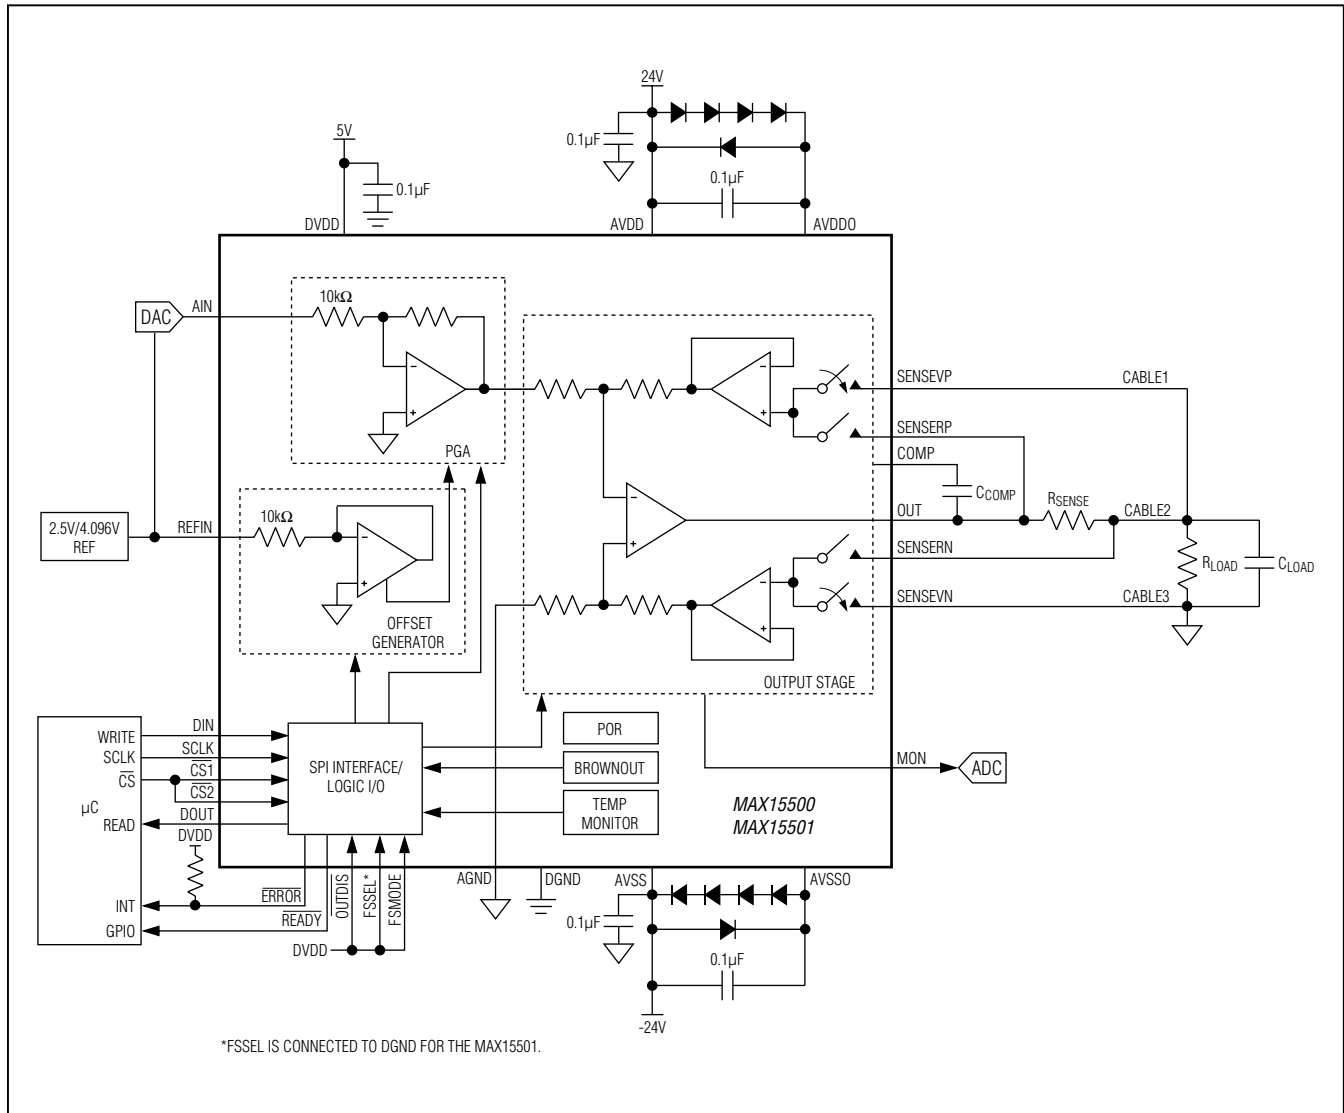 24V
0.1µF
0.1µF
5V
0.1µF
DVDD
AVDD
AVDDO
DAC
AIN
10kΩ
PGA
2.5V/4.096V
REF
REFIN
10kΩ
OFFSET
GENERATOR
SENSEVP
CABLE1
SENSERP
COMP
CCOMP
OUT
RSENSE
CABLE2
SENSERN
RLOAD
CLOAD
SENSEVN
CABLE3
OUTPUT STAGE
WRITE
SCLK
CS
µC
READ
INT
GPIO
DIN
SCLK
CS1
CS2
DOUT
DVDD
SPI INTERFACE/
LOGIC I/O
POR
BROWNOUT
TEMP
MONITOR
MON
ADC
MAX15500
MAX15501
ERROR
READY
OUTDIS
FSSEL*
FSMODE
DVDD
AGND
DGND
AVSS
AVSSO
0.1µF
0.1µF
-24V
*FSSEL IS CONNECTED TO DGND FOR THE MAX15501.